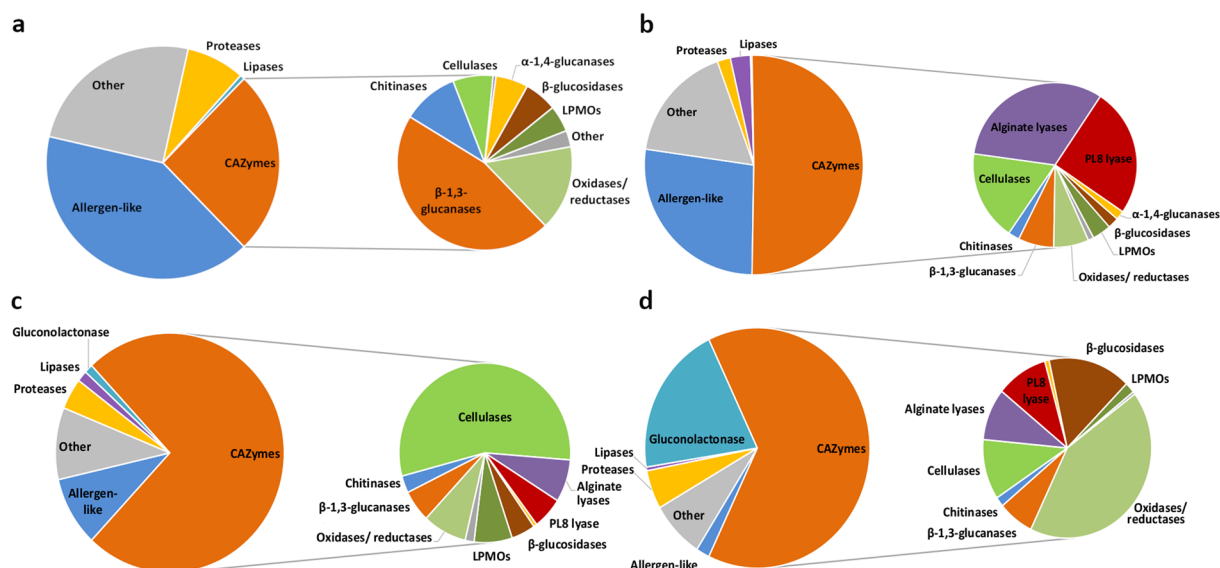 a
Proteases
Lipases
Other
CAZymes
Allergen-like
Cellulases
α-1,4-glucanases
Chitinases
β-glucosidases
LPMOs
Other
Oxidases/
reductases
β-1,3-
glucanases
b
Proteases
Lipases
Other
CAZymes
Allergen-like
Alginate lyases
PL8 lyase
Cellulases
α-1,4-glucanases
β-glucosidases
LPMOs
Chitinases
β-1,3-glucanases
Oxidases/ reductases
c
Gluconolactonase
Lipases
Proteases
Other
CAZymes
Allergen-
like
Cellulases
Chitinases
Alginate
lyases
β-1,3-glucanases
PL8 lyase
Oxidases/ reductases
β-glucosidases
LPMOs
d
Gluconolactonase
CAZymes
Lipases
Proteases
Other
Allergen-like
β-glucosidases
PL8
lyase
LPMOs
Alginate lyases
Cellulases
Chitinases
Oxidases/
reductases
β-1,3-glucanases